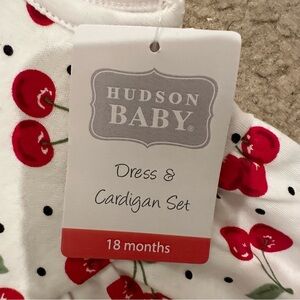 HUDSON
BABY®
Dress &
Cardigan Set
18 months